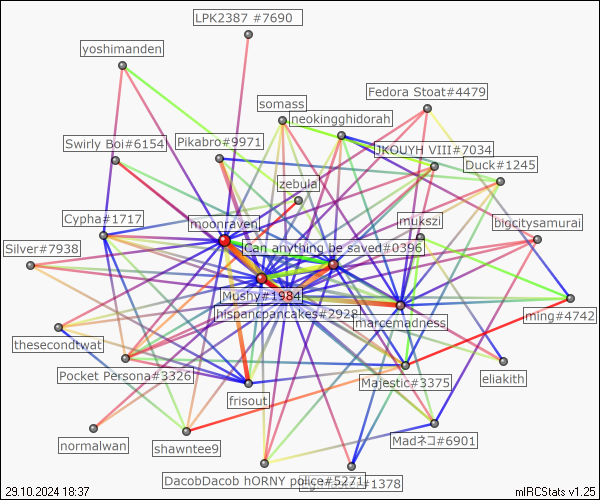 LPK2387 #7690
yoshimanden
Fedora Stoat#4479
somass
neokingghidorah
Swirly Boi#6154
Pikabro#9971
JKOUYH VIII#7034
Duck#1245
zebula
Cypha#1717
moonraven
mukszi
bigcitysamurai
Silver#7938
Can anything be saved#0396
Mushy#1984
hispancpancakes#2928
marcemadness
ming#4742
thesecondtwat
Pocket Persona#3326
Majestic#3375
eliakith
frisout
normalwan
shawntee9
Madネコ#6901
DacobDacob hORNY police#5271
#1378
29.10.2024 18:37
mIRCStats v1.25